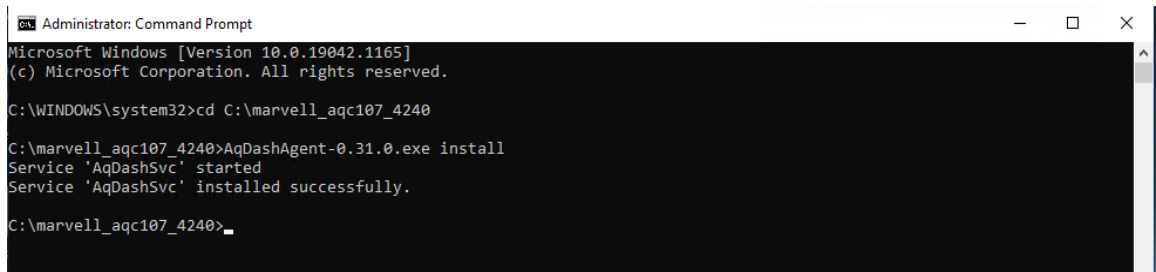 Administrator: Command Prompt
Microsoft Windows [Version 10.0.19042.1165]
(c) Microsoft Corporation. All rights reserved.
C:\WINDOWS\system32>cd C:\marvell_aqc107_4240
C:\marvell_aqc107_4240>AqDashAgent-0.31.0.exe install
Service 'AqDashSvc' started
Service 'AqDashSvc' installed successfully.
C:\marvell_aqc107_4240>